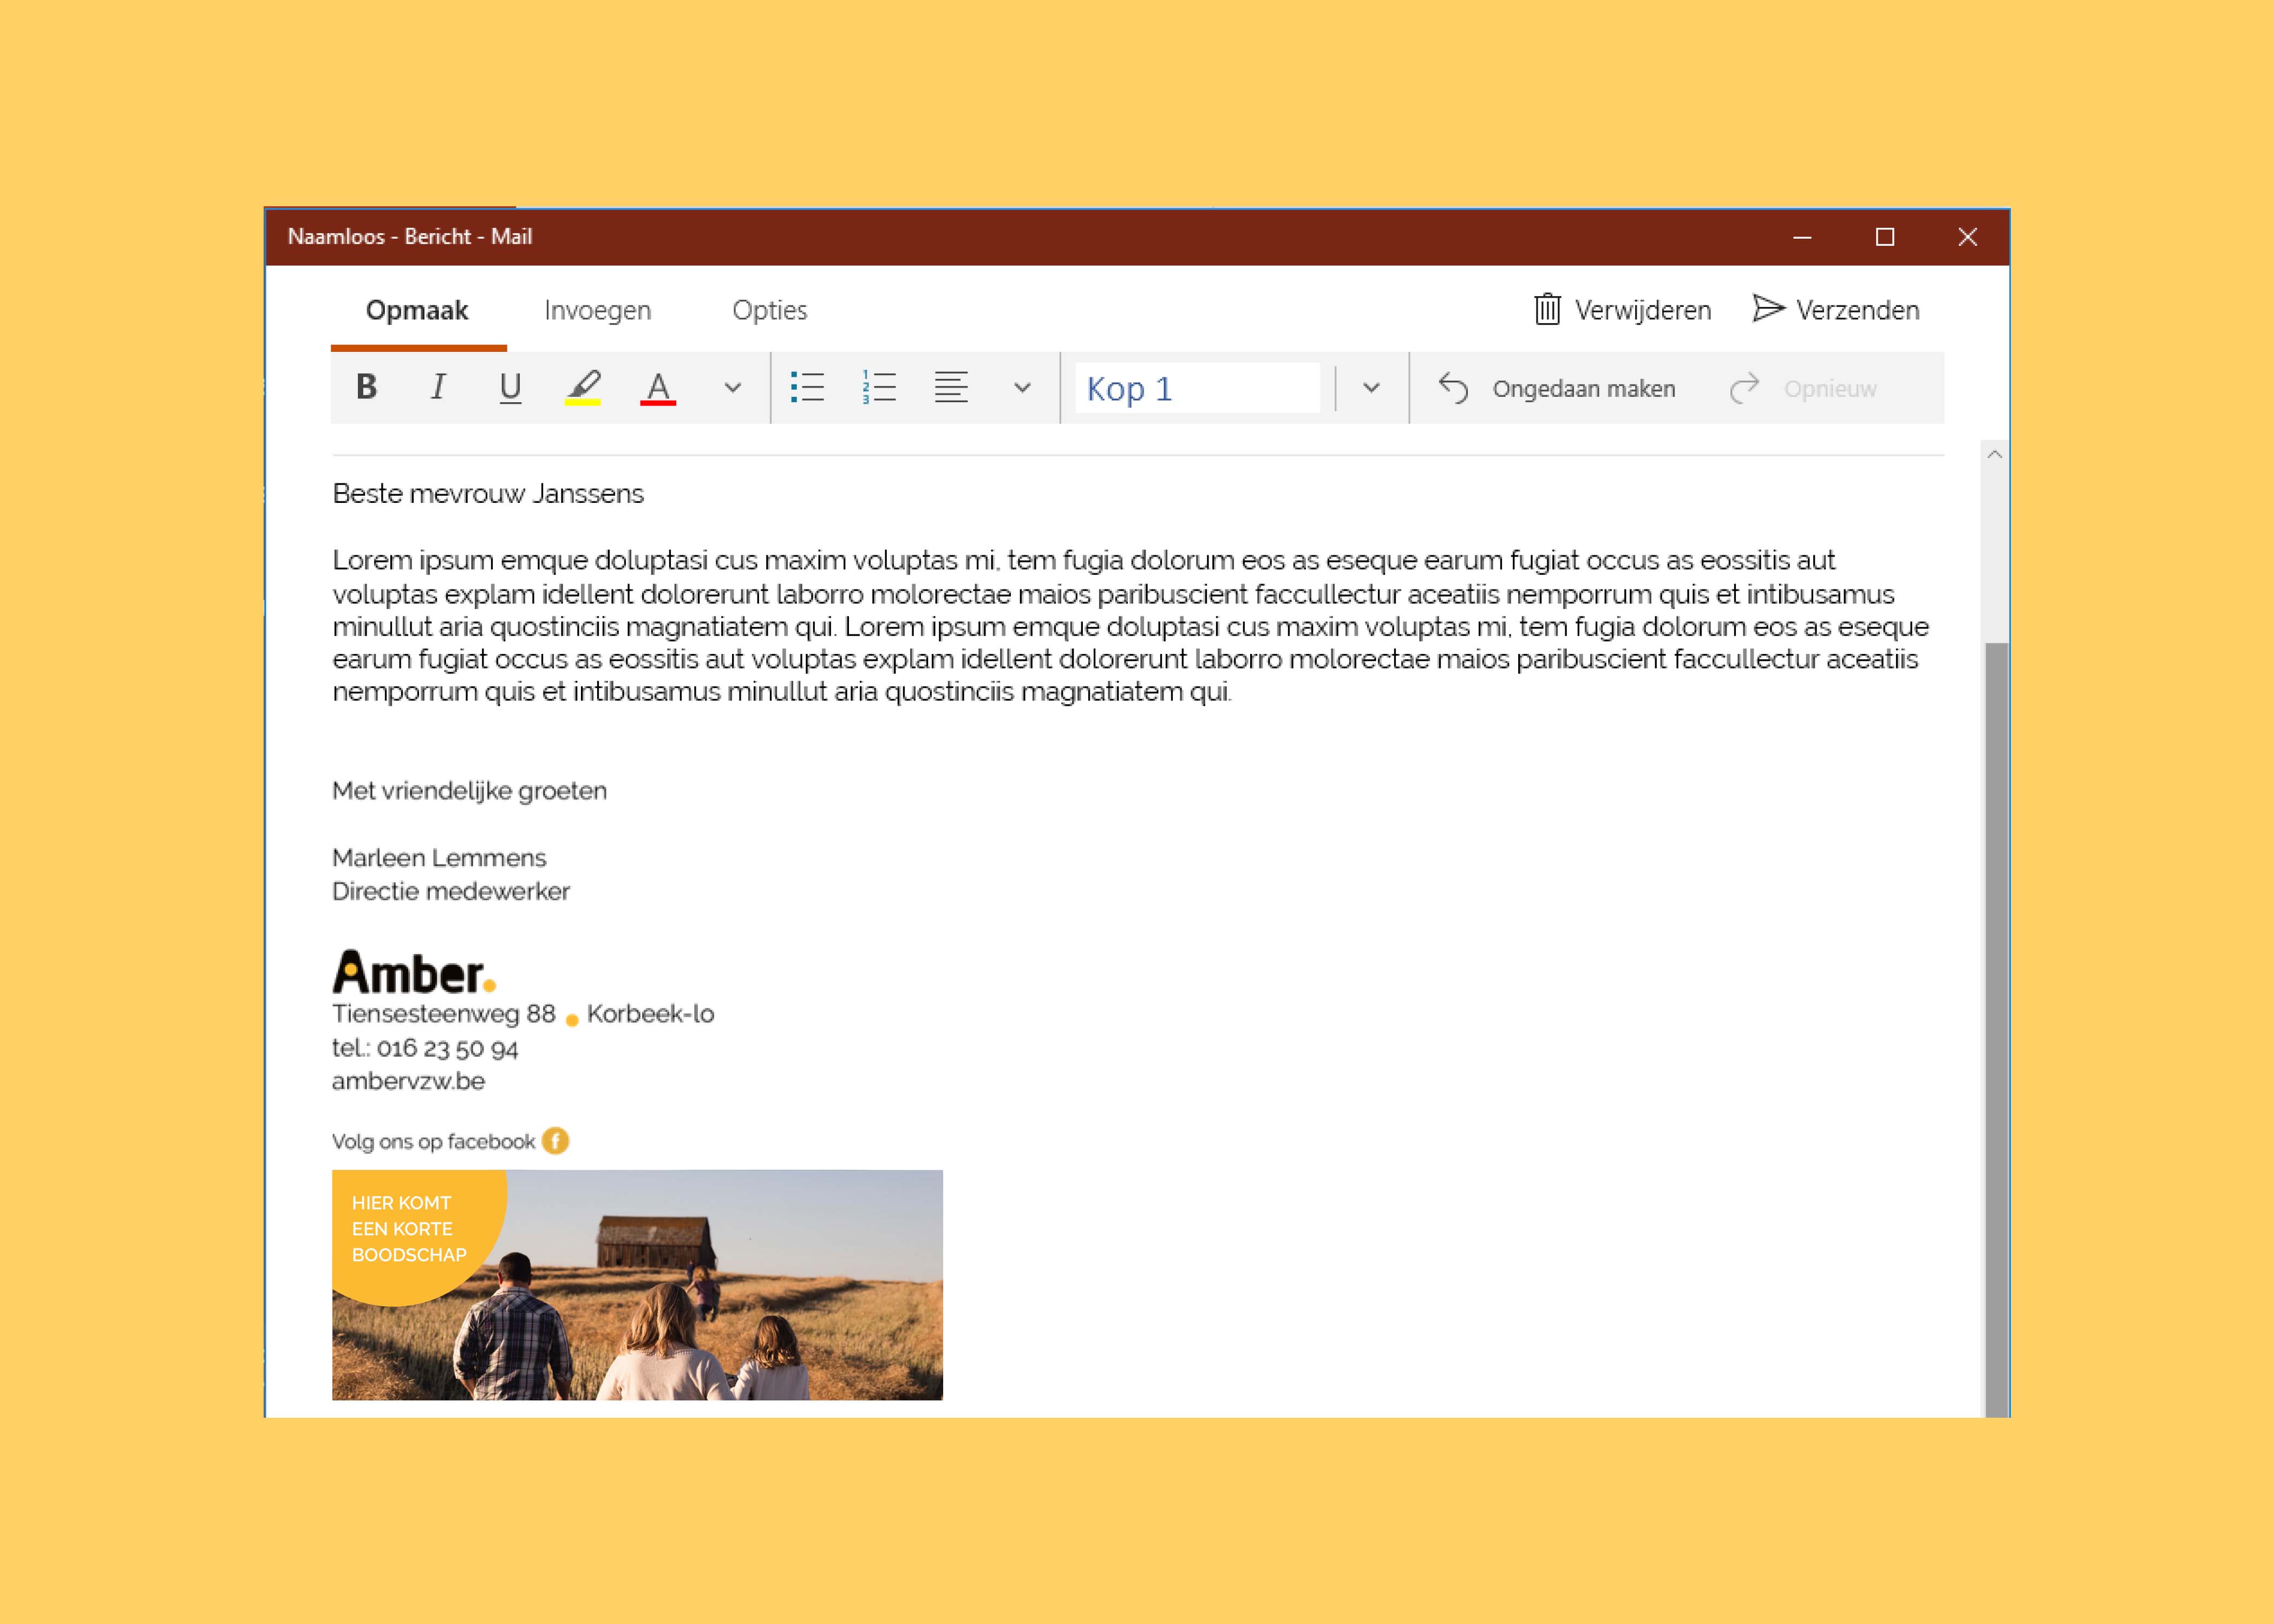 Naamloos - Bericht - Mail
Opmaak Invoegen Opties Verwijderen Verzenden
B I U A 1 2 3 Kop 1 Ongedaan maken Opnieuw
Beste mevrouw Janssens
Lorem ipsum emque doluptasi cus maxim voluptas mi, tem fugia dolorum eos as eseque earum fugiat occus as eossitis aut
voluptas explam idellent dolorerunt laborro molorectae maios paribuscient faccullectur aceatiis nemporrum quis et intibusamus
minullut aria quostinciis magnatiatem qui. Lorem ipsum emque doluptasi cus maxim voluptas mi, tem fugia dolorum eos as eseque
earum fugiat occus as eossitis aut voluptas explam idellent dolorerunt laborro molorectae maios paribuscient faccullectur aceatiis
nemporrum quis et intibusamus minullut aria quostinciis magnatiatem qui.
Met vriendelijke groeten
Marleen Lemmens
Directie medewerker
Amber.
Tiensesteenweg 88 . Korbeek-lo
tel.: 016 23 50 94
ambervzw.be
Volg ons op facebook f
HIER KOMT
EEN KORTE
BOODSCHAP